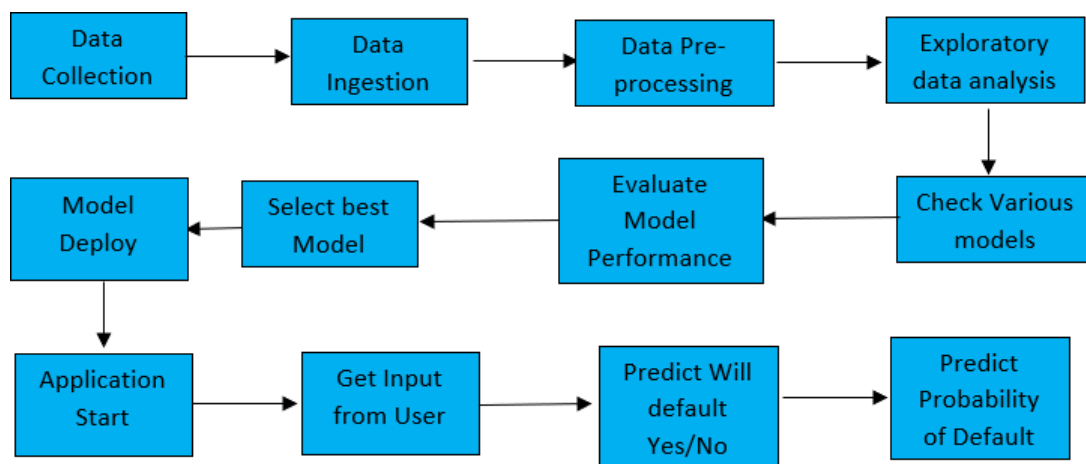 Data
Collection
Data
Ingestion
Data Pre-
processing
Exploratory
data analysis
Check Various
models
Evaluate
Model
Performance
Select best
Model
Model
Deploy
Application
Start
Get Input
from User
Predict Will
default
Yes/No
Predict
Probability
of Default